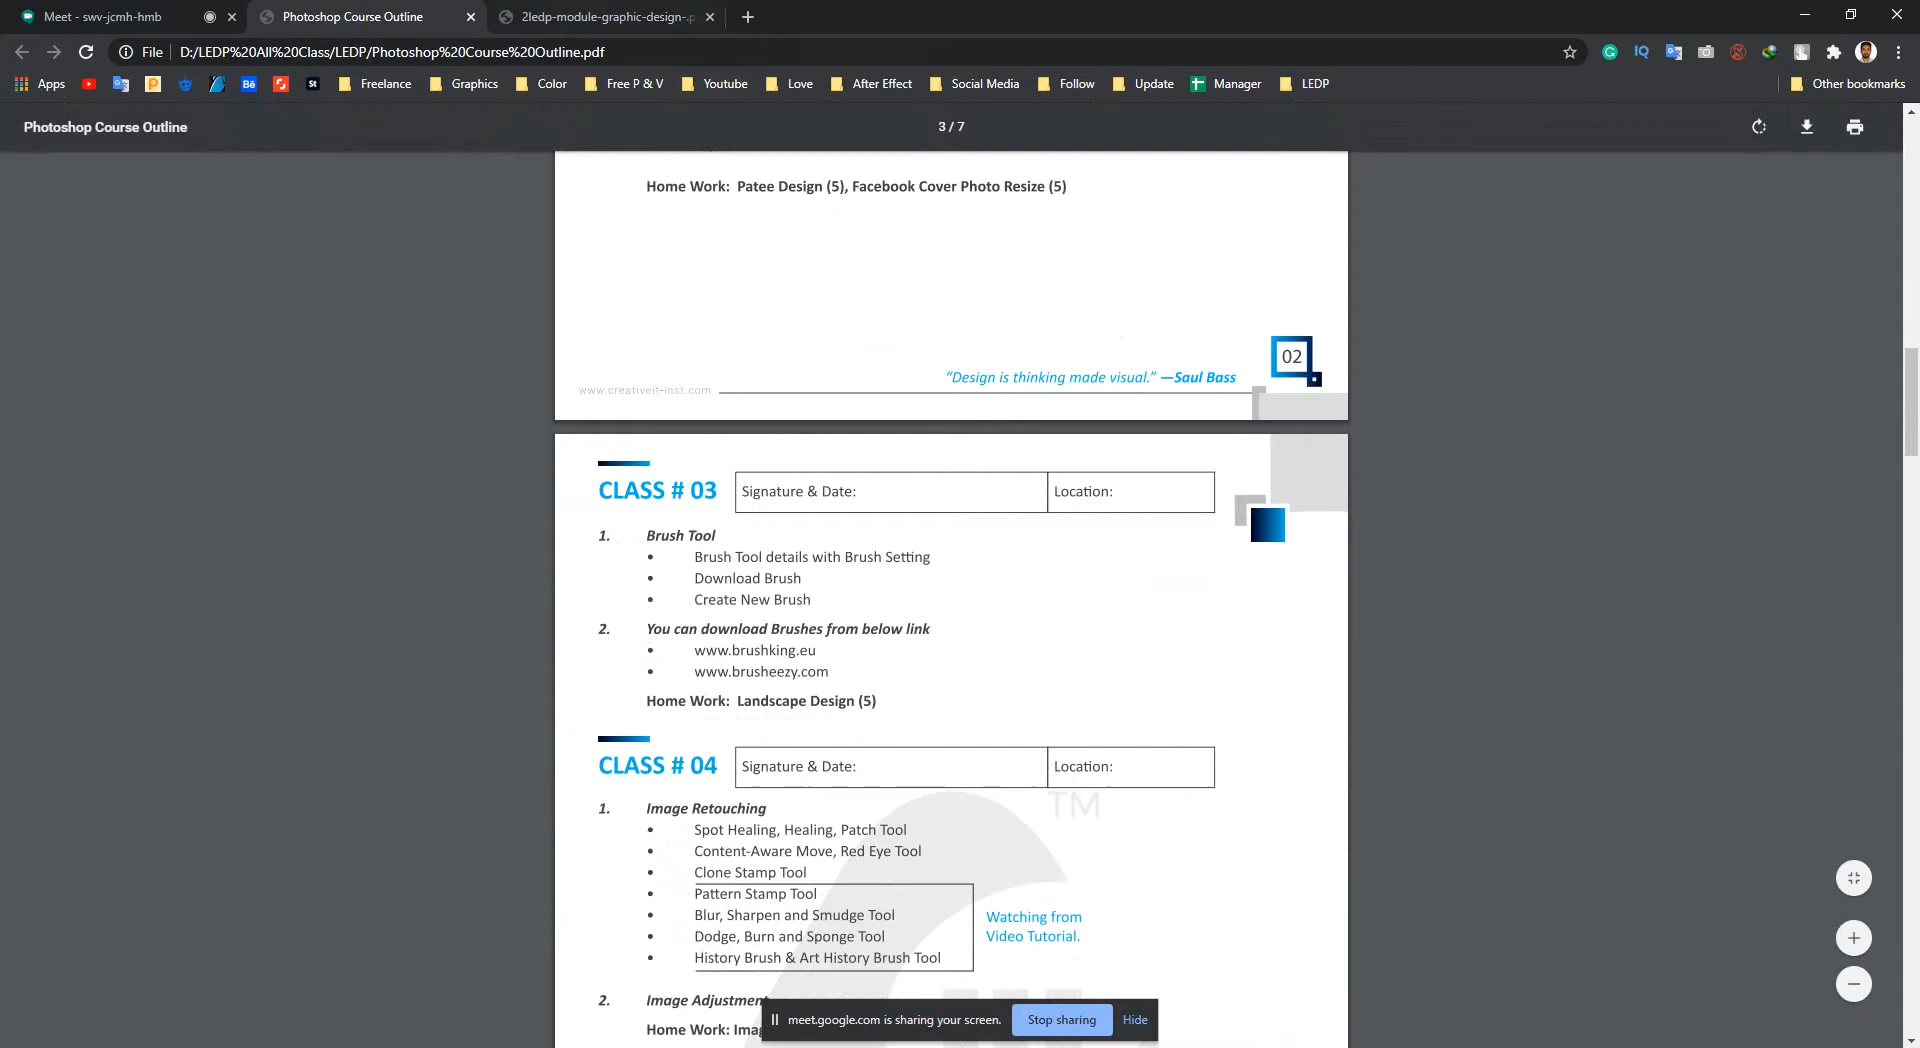 Meet - swv-jcmh-hmb
Photoshop Course Outline
2ledp-module-graphic-design-.p
File
D:/LEDP%20All%20Class/LEDP/Photoshop%20Course%20Outline.pdf
Apps
Freelance
Graphics
Color
Free P & V
Youtube
Love
After Effect
Social Media
Follow
Update
Manager
LEDP
Other bookmarks
Photoshop Course Outline
3 / 7
Home Work: Patee Design (5), Facebook Cover Photo Resize (5)
02
“Design is thinking made visual.” —Saul Bass
www.creativeit-inst.com
CLASS # 03
Signature & Date:
Location:
1. Brush Tool
• Brush Tool details with Brush Setting
• Download Brush
• Create New Brush
2. You can download Brushes from below link
• www.brushking.eu
• www.brusheezy.com
Home Work: Landscape Design (5)
CLASS # 04
Signature & Date:
Location:
TM
1. Image Retouching
• Spot Healing, Healing, Patch Tool
• Content-Aware Move, Red Eye Tool
• Clone Stamp Tool
• Pattern Stamp Tool
• Blur, Sharpen and Smudge Tool
• Dodge, Burn and Sponge Tool
• History Brush & Art History Brush Tool
Watching from
Video Tutorial.
2. Image Adjustment
Home Work: Imag
meet.google.com is sharing your screen.
Stop sharing
Hide